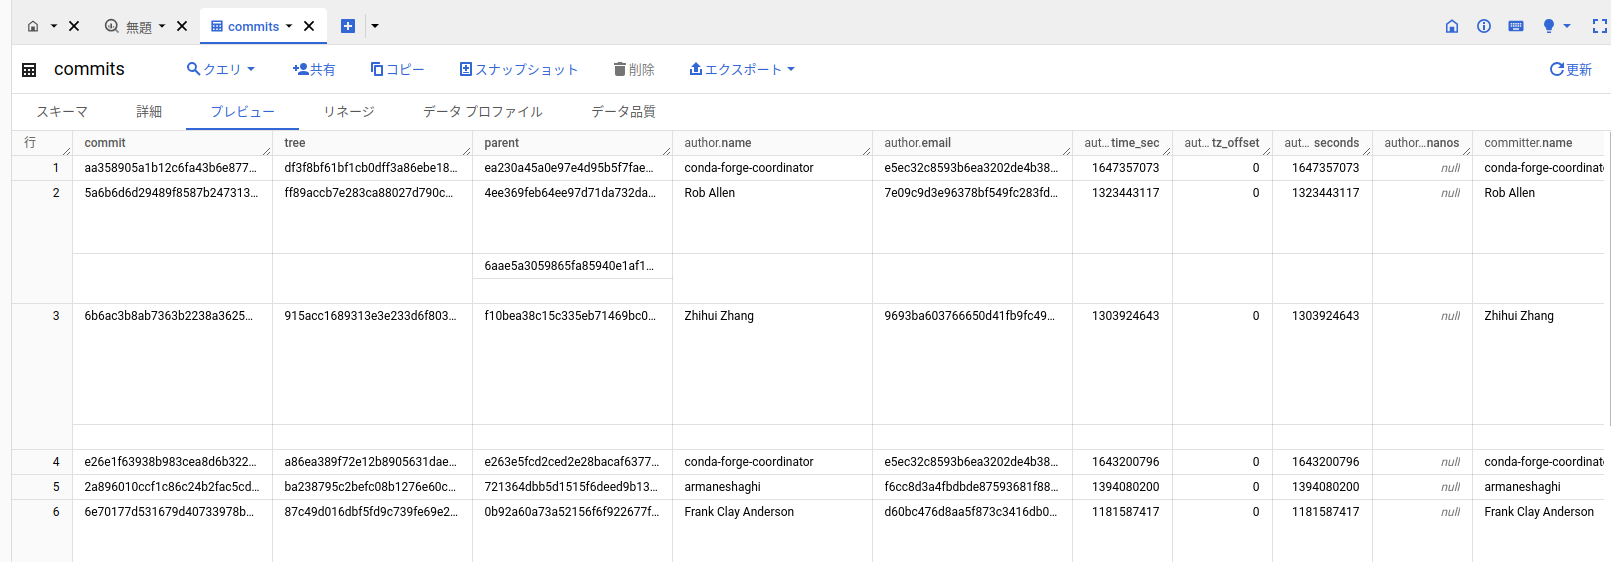 無題 commits
commits クエリ 共有 コピー スナップショット 削除 エクスポート 更新
スキーマ 詳細 プレビュー リネージ データ プロファイル データ品質
行 commit tree parent author.name author.email aut... time_sec aut... tz_offset aut... seconds author...nanos committer.name
1 aa358905a1b12c6fa43b6e877... df3f8bf61bf1cb0dff3a86ebe18... ea230a45a0e97e4d95b5f7fae... conda-forge-coordinator e5ec32c8593b6ea3202de4b38... 1647357073 0 1647357073 null conda-forge-coordinat
2 5a6b6d6d29489f8587b247313... ff89accb7e283ca88027d790c... 4ee369feb64ee97d71da732da... Rob Allen 7e09c9d3e96378bf549fc283fd... 1323443117 0 1323443117 null Rob Allen
6aae5a3059865fa85940e1af1...
3 6b6ac3b8ab7363b2238a3625... 915acc1689313e3e233d6f803... f10bea38c15c335eb71469bc0... Zhihui Zhang 9693ba603766650d41fb9fc49... 1303924643 0 1303924643 null Zhihui Zhang
4 e26e1f63938b983cea8d6b322... a86ea389f72e12b8905631dae... e263e5fcd2ced2e28bacaf6377... conda-forge-coordinator e5ec32c8593b6ea3202de4b38... 1643200796 0 1643200796 null conda-forge-coordinat
5 2a896010ccf1c86c24b2fac5cd... ba238795c2befc08b1276e60c... 721364dbb5d1515f6deed9b13... armaneshaghi f6cc8d3a4fbdbde87593681f88... 1394080200 0 1394080200 null armaneshaghi
6 6e70177d531679d40733978b... 87c49d016dbf5fd9c739fe69e2... 0b92a60a73a52156f6f922677f... Frank Clay Anderson d60bc476d8aa5f873c3416db0... 1181587417 0 1181587417 null Frank Clay Anderson